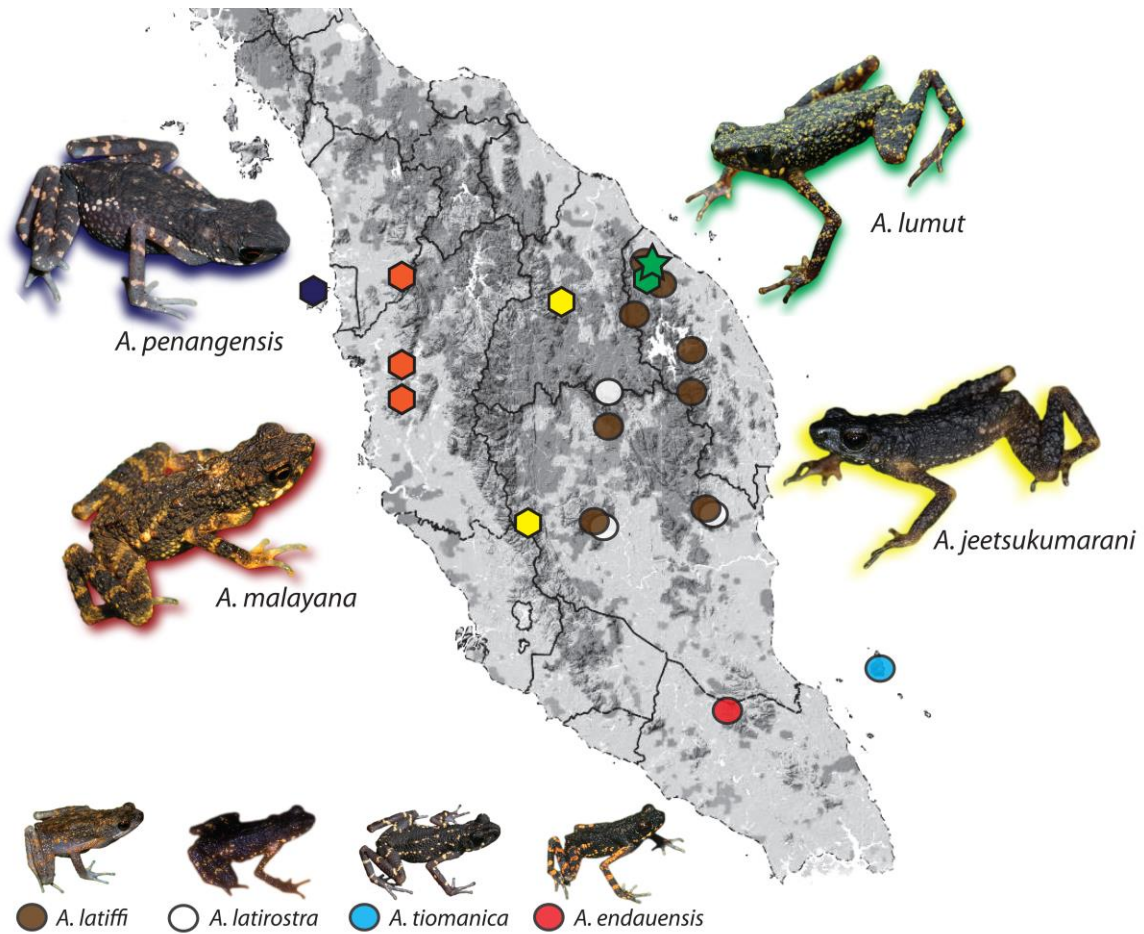 A. lumut
A. penangensis
A. jeetsukumarani
A. malayana
A. latiffi
A. latirostra
A. tiomanica
A. endauensis